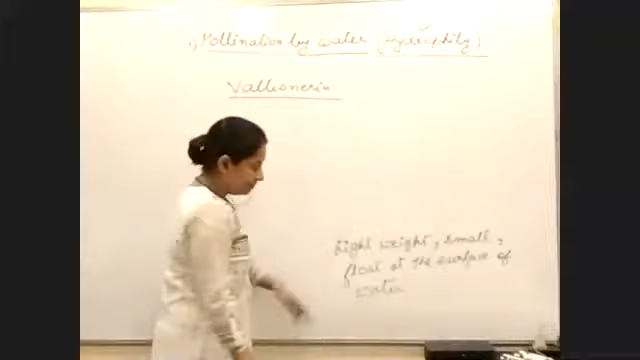 Pollination by water (Hydrophily)
Vallisneria
Light weight, small,
float at the surface of
water